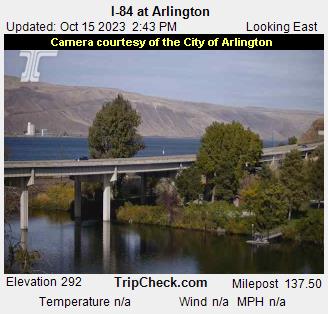 I-84 at Arlington
Updated: Oct 15 2023 2:43 PM Looking East
Camera courtesy of the City of Arlington
Elevation 292 TripCheck.com Milepost 137.50
Temperature n/a Wind n/a MPH n/a